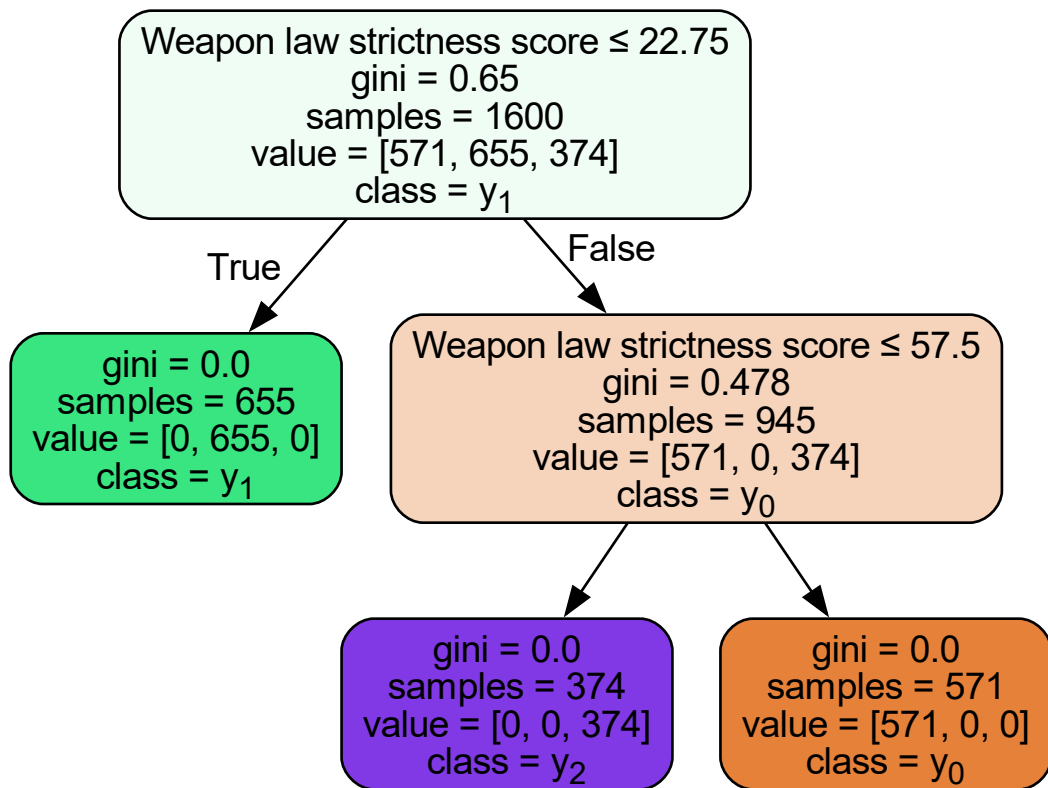 Weapon law strictness score ≤ 22.75
gini = 0.65
samples = 1600
value = [571, 655, 374]
class = y₁
True
False
gini = 0.0
samples = 655
value = [0, 655, 0]
class = y₁
Weapon law strictness score ≤ 57.5
gini = 0.478
samples = 945
value = [571, 0, 374]
class = y₀
gini = 0.0
samples = 374
value = [0, 0, 374]
class = y₂
gini = 0.0
samples = 571
value = [571, 0, 0]
class = y₀